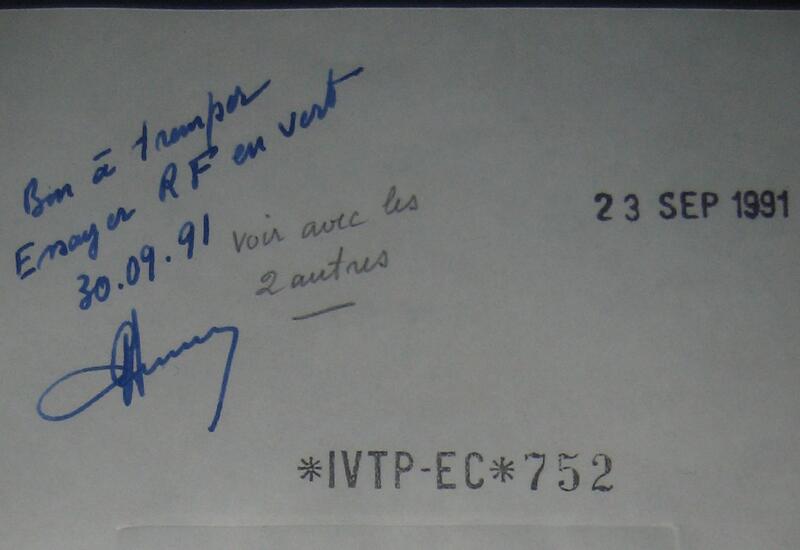 Bon à tremper
Essayer RF en vert
30.09.91
voir avec les
2 autres
23 SEP 1991
*IVTP-EC*752